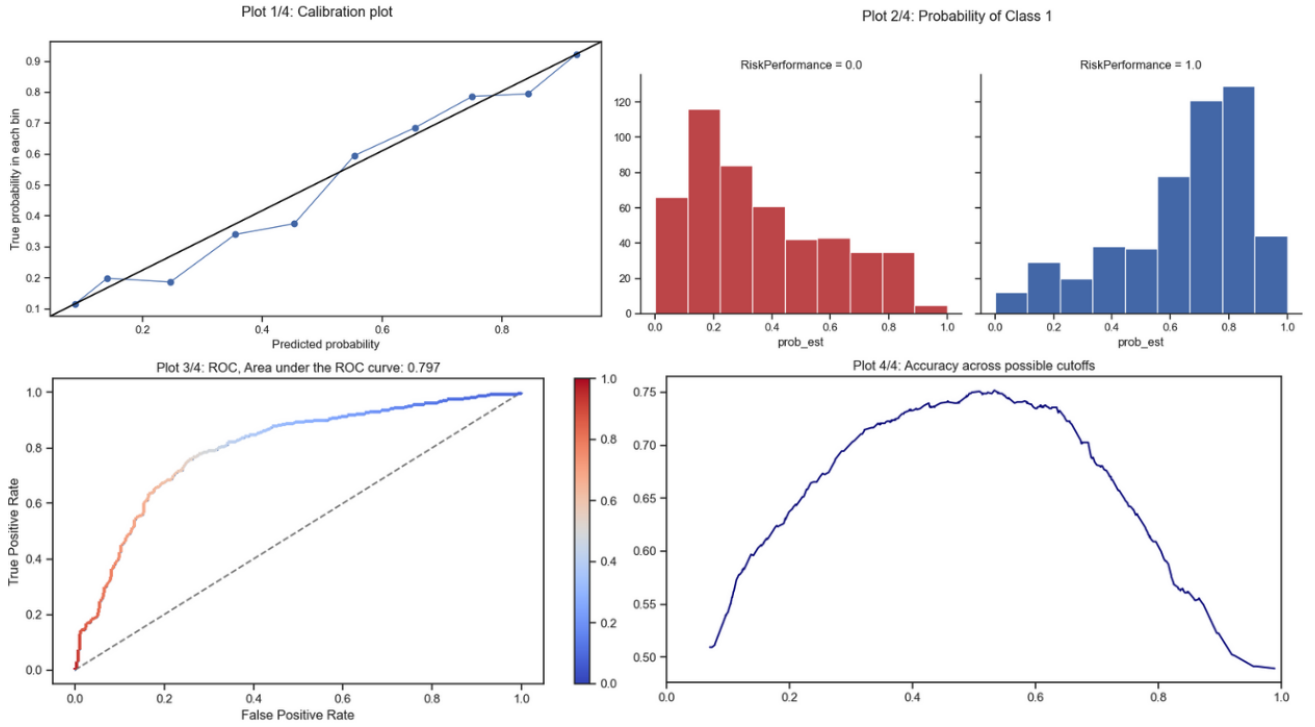 Plot 1/4: Calibration plot
0.9
0.8
0.7
0.6
0.5
0.4
0.3
0.2
0.1
True probability in each bin
0.2 0.4 0.6 0.8
Predicted probability
Plot 2/4: Probability of Class 1
RiskPerformance = 0.0
RiskPerformance = 1.0
120
100
80
60
40
20
0
0.0 0.2 0.4 0.6 0.8 1.0
prob_est
0.0 0.2 0.4 0.6 0.8 1.0
prob_est
Plot 3/4: ROC, Area under the ROC curve: 0.797
1.0
0.8
0.6
0.4
0.2
0.0
True Positive Rate
0.0 0.2 0.4 0.6 0.8 1.0
False Positive Rate
1.0
0.8
0.6
0.4
0.2
0.0
Plot 4/4: Accuracy across possible cutoffs
0.75
0.70
0.65
0.60
0.55
0.50
0.0 0.2 0.4 0.6 0.8 1.0